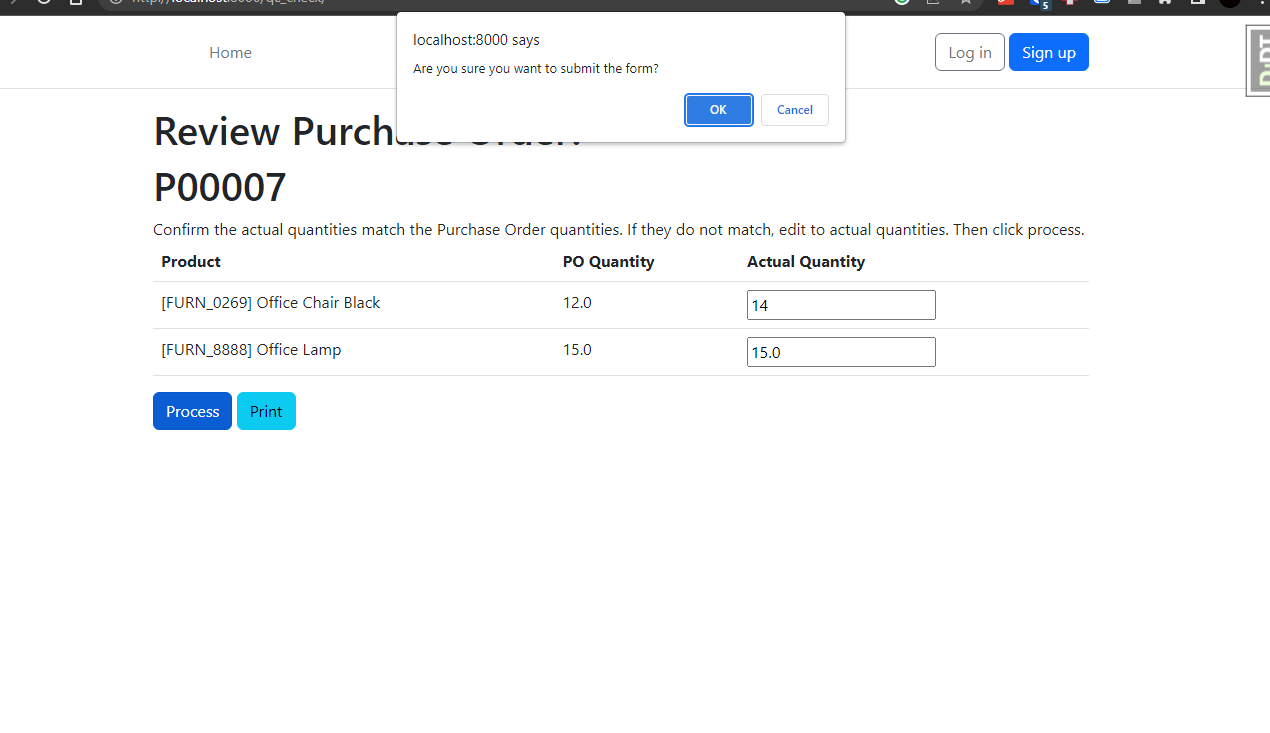 http://localhost:8000/qc_check/
5
localhost:8000 says
Are you sure you want to submit the form?
OK Cancel
Home Log in Sign up
Review Purchase Order:
P00007
Confirm the actual quantities match the Purchase Order quantities. If they do not match, edit to actual quantities. Then click process.
Product PO Quantity Actual Quantity
[FURN_0269] Office Chair Black 12.0 14
[FURN_8888] Office Lamp 15.0 15.0
Process Print